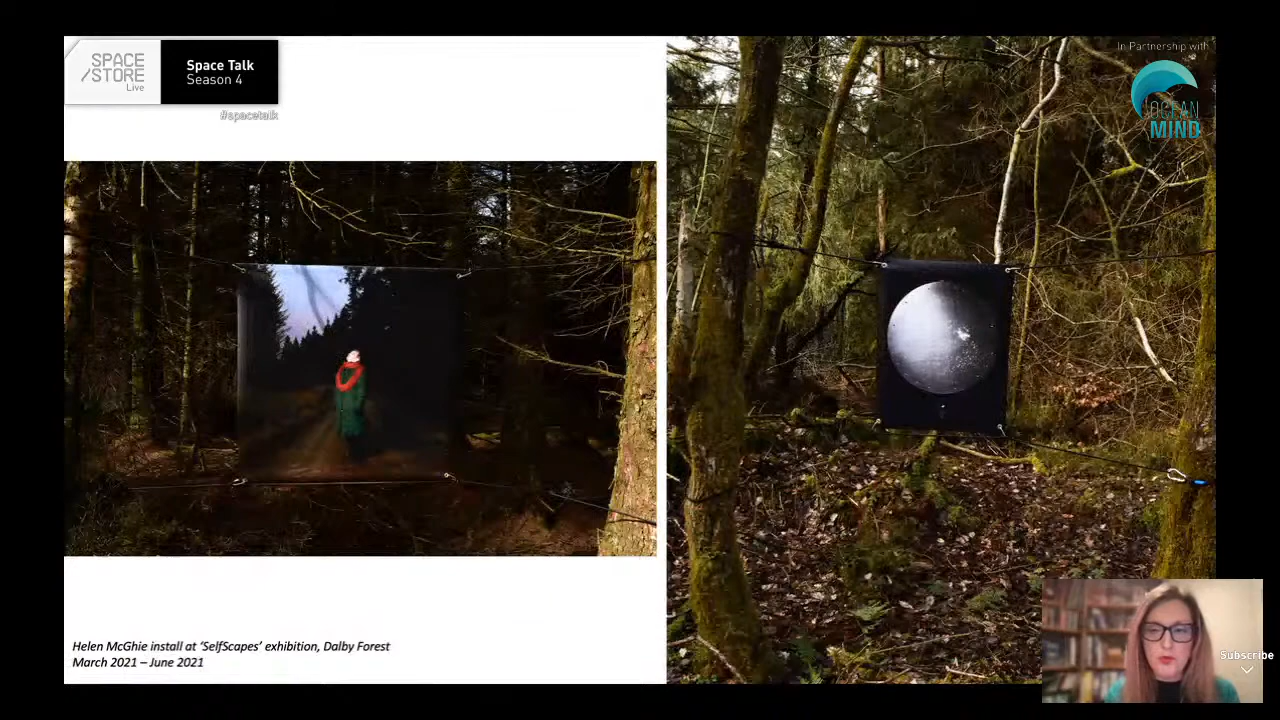 SPACE
/STORE
Live
Space Talk
Season 4
#spacetalk
In Partnership with
OCEAN
MIND
Helen McGhie install at ‘SelfScapes’ exhibition, Dalby Forest
March 2021 – June 2021
Subscribe